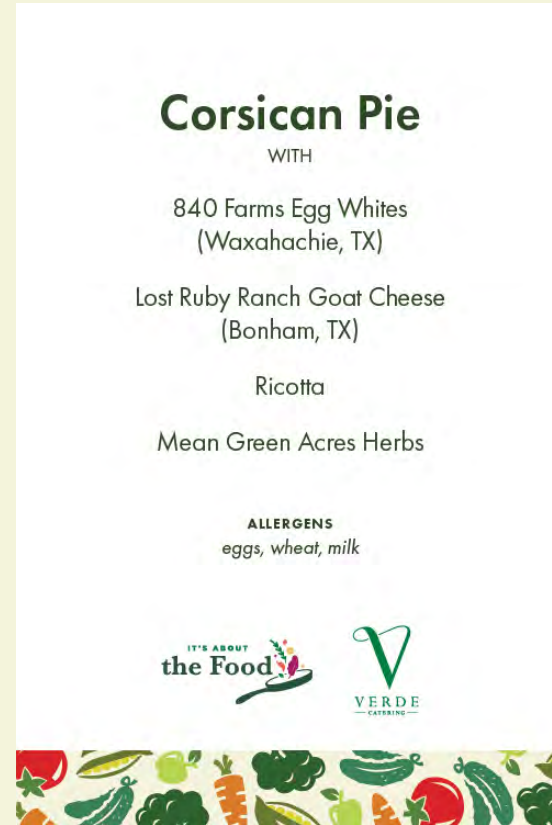 Corsican Pie
WITH
840 Farms Egg Whites
(Waxahachie, TX)
Lost Ruby Ranch Goat Cheese
(Bonham, TX)
Ricotta
Mean Green Acres Herbs
ALLERGENS
eggs, wheat, milk
IT'S ABOUT
the Food
V
VERDE
CATERING